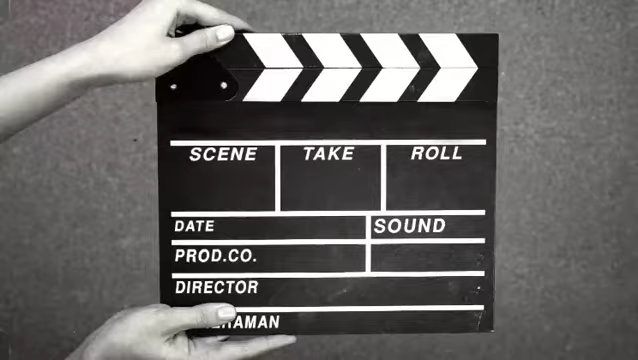 SCENE TAKE ROLL
DATE SOUND
PROD.CO.
DIRECTOR